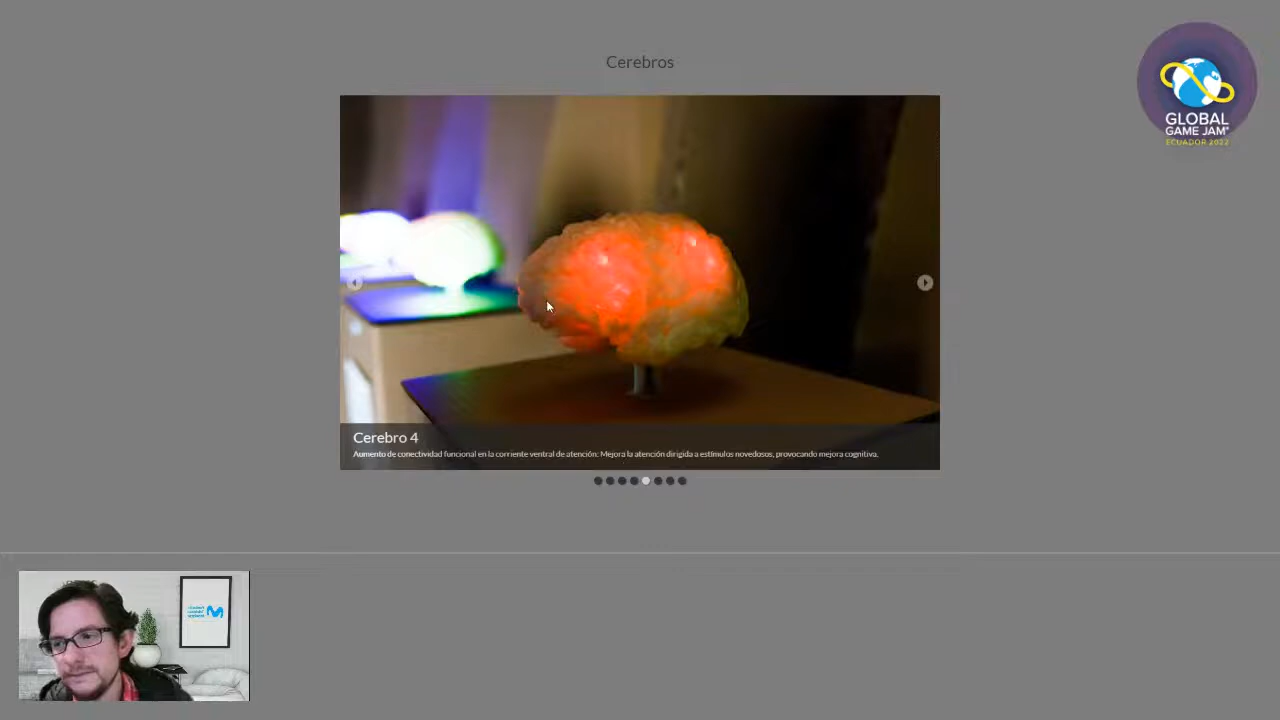 Cerebros
GLOBAL
GAME JAM
ECUADOR 2022
Cerebro 4
Aumento de conectividad funcional en la corriente ventral de atención: Mejora la atención dirigida a estímulos novedosos, provocando mejora cognitiva.